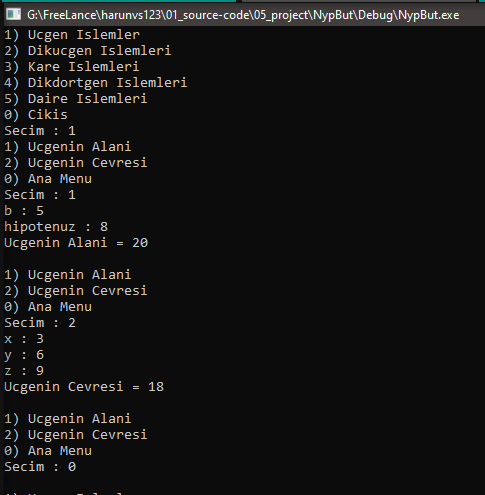 G:\FreeLance\harunvs123\01_source-code\05_project\NypBut\Debug\NypBut.exe
1) Ucgen Islemler
2) Dikucgen Islemleri
3) Kare Islemleri
4) Dikdortgen Islemleri
5) Daire Islemleri
0) Cikis
Secim : 1
1) Ucgenin Alani
2) Ucgenin Cevresi
0) Ana Menu
Secim : 1
b : 5
hipotenuz : 8
Ucgenin Alani = 20
1) Ucgenin Alani
2) Ucgenin Cevresi
0) Ana Menu
Secim : 2
x : 3
y : 6
z : 9
Ucgenin Cevresi = 18
1) Ucgenin Alani
2) Ucgenin Cevresi
0) Ana Menu
Secim : 0